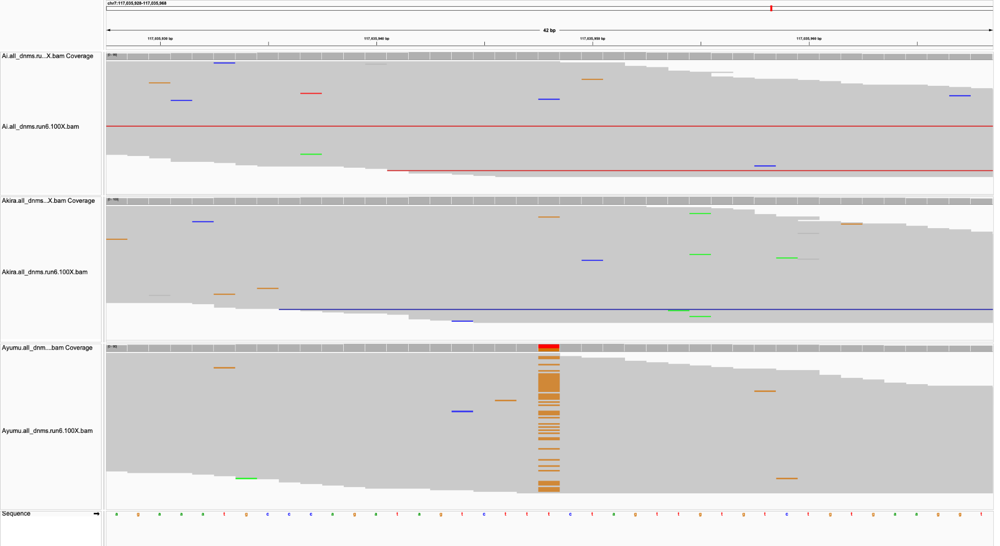 chr7:117,035,928-117,035,968
42 bp
117,035,930 bp 117,035,940 bp 117,035,950 bp 117,035,960 bp
Ai.all_dnms.ru...X.bam Coverage
[0 - 99]
Ai.all_dnms.run6.100X.bam
Akira.all_dnms...X.bam Coverage
[0 - 100]
Akira.all_dnms.run6.100X.bam
Ayumu.all_dnm....bam Coverage
[0 - 90]
Ayumu.all_dnms.run6.100X.bam
Sequence a g a a a t g c c c a g a t a g t c t t t c t a g t t g t g t c t g t g a a g g t